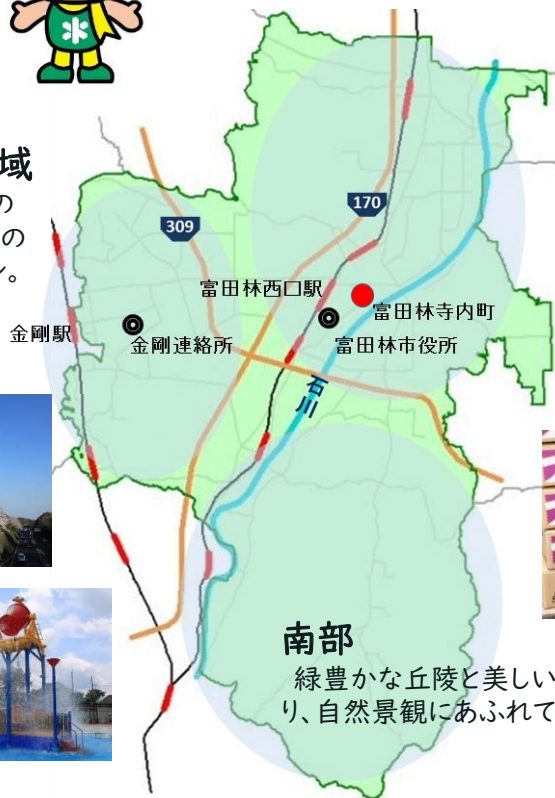 域
の
の
ン。
309
170
富田林西口駅
富田林寺内町
金剛駅
金剛連絡所
富田林市役所
石川
南部
緑豊かな丘陵と美しい
り、自然景観にあふれて